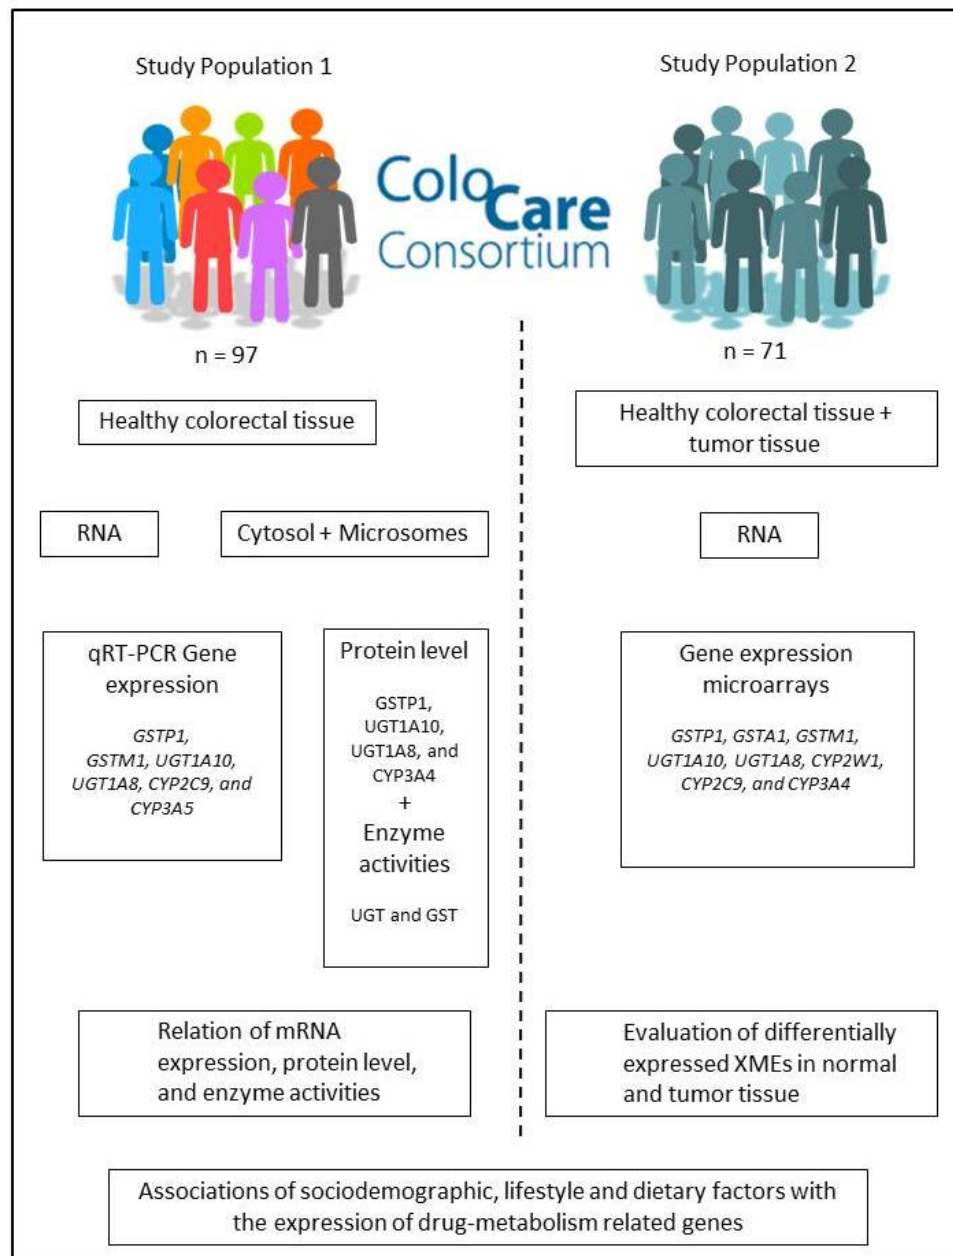 Study Population 1
Study Population 2
Colo
Care
Consortium
n = 97
n = 71
Healthy colorectal tissue
Healthy colorectal tissue +
tumor tissue
RNA
Cytosol + Microsomes
RNA
qRT-PCR Gene
expression
GSTP1,
GSTM1, UGT1A10,
UGT1A8, CYP2C9, and
CYP3A5
Protein level
GSTP1,
UGT1A10,
UGT1A8, and
CYP3A4
+
Enzyme
activities
UGT and GST
Gene expression
microarrays
GSTP1, GSTA1, GSTM1,
UGT1A10, UGT1A8, CYP2W1,
CYP2C9, and CYP3A4
Relation of mRNA
expression, protein level,
and enzyme activities
Evaluation of differentially
expressed XMEs in normal
and tumor tissue
Associations of sociodemographic, lifestyle and dietary factors with
the expression of drug-metabolism related genes